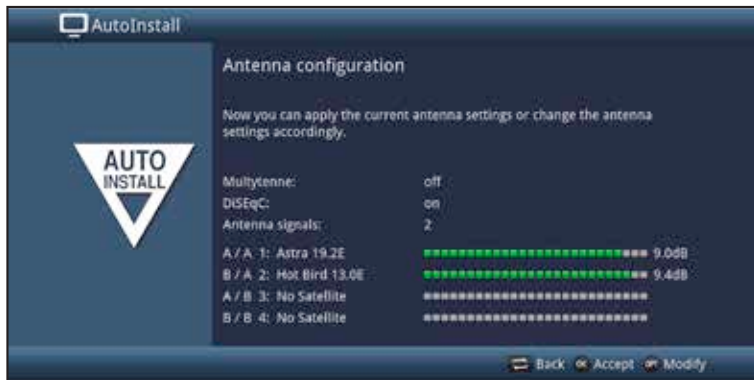 AutoInstall
Antenna configuration
Now you can apply the current antenna settings or change the antenna
settings accordingly.
AUTO
INSTALL
Multytenne: off
DiSEqC: on
Antenna signals: 2
A / A 1: Astra 19.2E 9.0dB
B / A 2: Hot Bird 13.0E 9.4dB
A / B 3: No Satellite
B / B 4: No Satellite
Back OK Accept OPT Modify